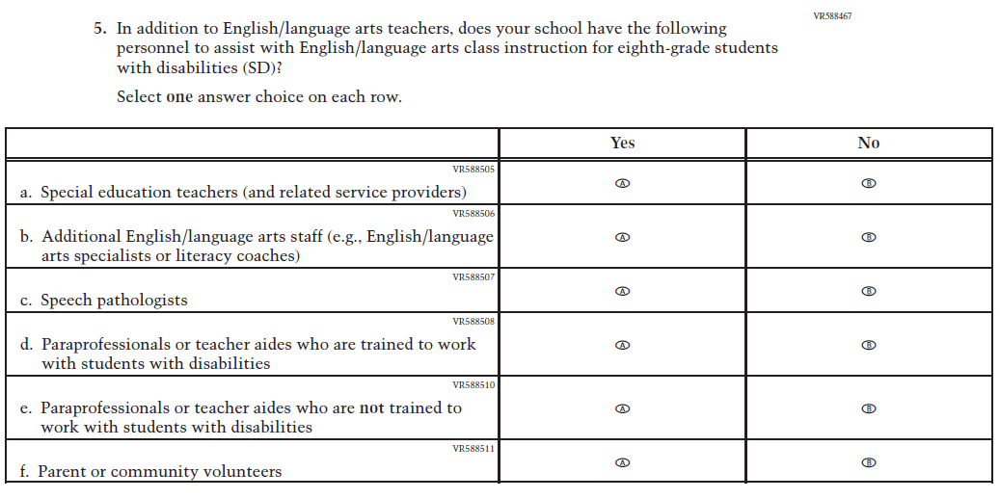 VR588467
5. In addition to English/language arts teachers, does your school have the following
personnel to assist with English/language arts class instruction for eighth-grade students
with disabilities (SD)?
Select one answer choice on each row.
Yes No
VR588505
a. Special education teachers (and related service providers) A B
VR588506
b. Additional English/language arts staff (e.g., English/language
arts specialists or literacy coaches) A B
VR588507
c. Speech pathologists A B
VR588508
d. Paraprofessionals or teacher aides who are trained to work
with students with disabilities A B
VR588510
e. Paraprofessionals or teacher aides who are not trained to
work with students with disabilities A B
VR588511
f. Parent or community volunteers A B